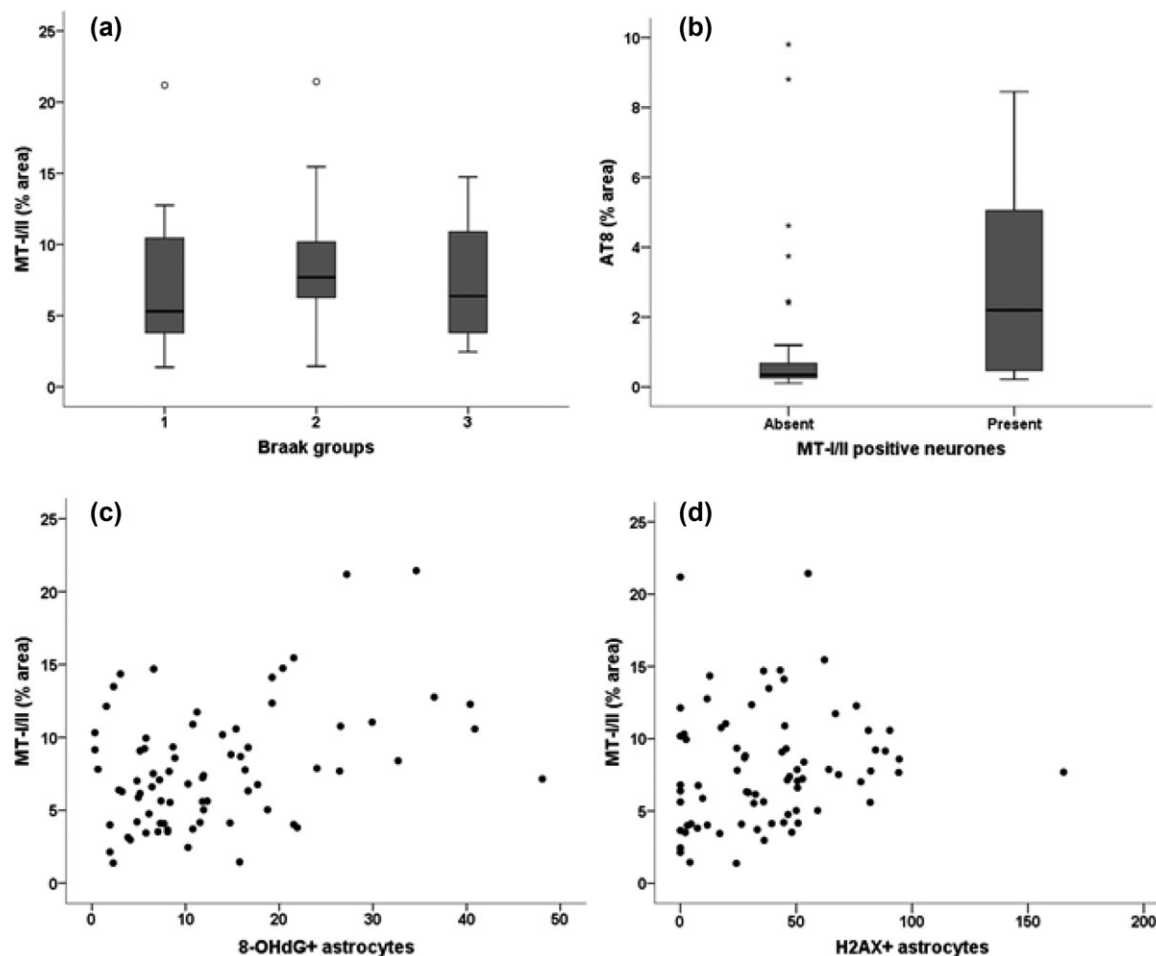 (a)
MT-I/II (% area)
25
20
15
10
5
0
1 2 3
Braak groups
(b)
AT8 (% area)
10
8
6
4
2
0
Absent Present
MT-I/II positive neurones
(c)
MT-I/II (% area)
25
20
15
10
5
0
0 10 20 30 40 50
8-OHdG+ astrocytes
(d)
MT-I/II (% area)
25
20
15
10
5
0
0 50 100 150 200
H2AX+ astrocytes